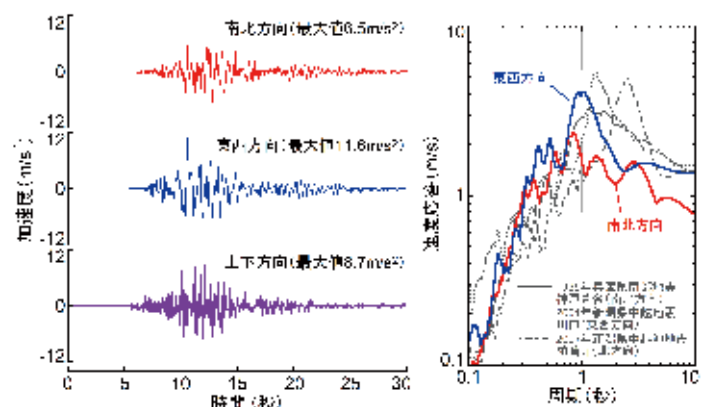 12
0
-12
南北方向(最大値6.5m/s²)
12
0
-12
東西方向(最大値11.6m/s²)
12
0
-12
上下方向(最大値8.7m/s²)
加速度(m/s²)
0
5
10
15
20
25
30
時間(秒)
10
1
0.1
速度応答(m/s)
東西方向
南北方向
0.1
1
10
周期(秒)